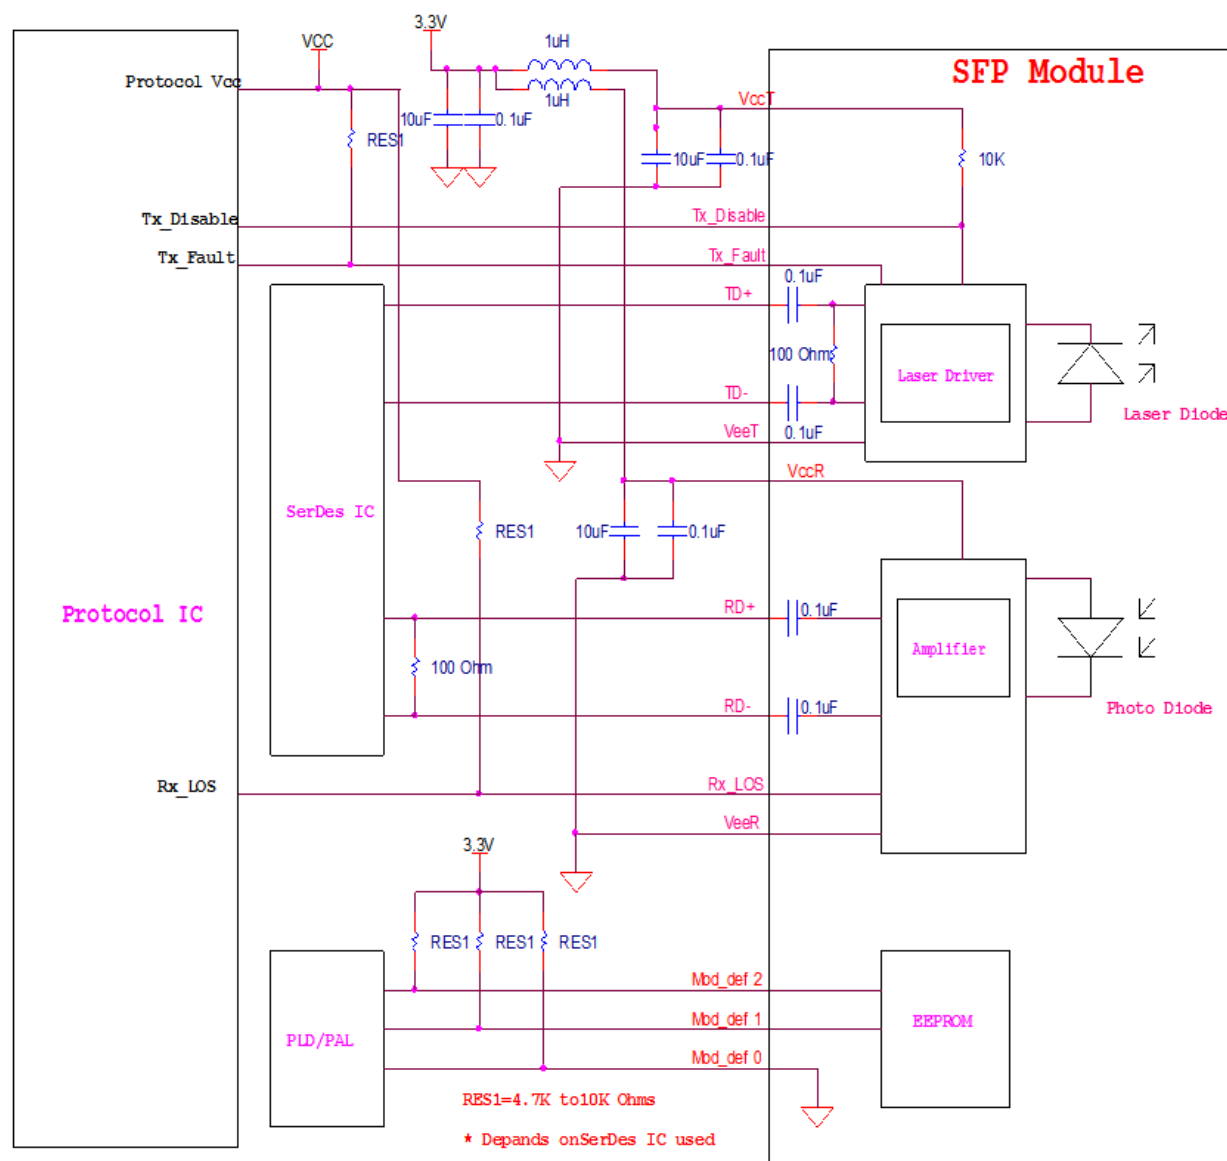 3.3V
VCC
1uH
SFP Module
Protocol Vcc
1uH
VccT
10uF
0.1uF
RES1
10uF
0.1uF
10K
Tx_Disable
Tx_Disable
Tx_Fault
Tx_Fault
0.1uF
TD+
100 Ohm
Laser Driver
TD-
Laser Diode
VeeT
0.1uF
VccR
SerDes IC
RES1
10uF
0.1uF
Protocol IC
RD+
0.1uF
Amplifier
100 Ohm
RD-
0.1uF
Photo Diode
Rx_LOS
Rx_LOS
VeeR
3.3V
RES1
RES1
RES1
Mod_def 2
Mod_def 1
EEPROM
PLD/PAL
Mod_def 0
RES1=4.7K to10K Ohms
* Depands onSerDes IC used